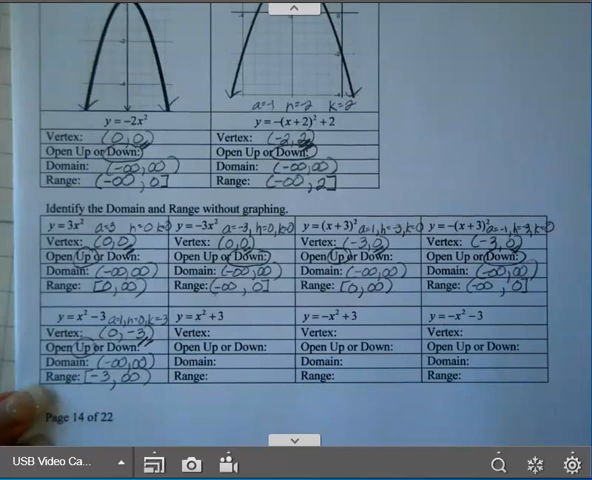 a=-1 h=-2 k=2
y = -2x² y = -(x + 2)² + 2
Vertex: (0,0) Vertex: (-2,2)
Open Up or Down: Open Up or Down:
Domain: (-∞,∞) Domain: (-∞,∞)
Range: (-∞, 0] Range: (-∞, 2]
Identify the Domain and Range without graphing.
y = 3x² a=3 h=0 k=0 y = -3x² a=-3, h=0, k=0 y = (x + 3)² a=1, h=-3, k=0 y = -(x + 3)² a=-1, h=-3, k=0
Vertex: (0,0) Vertex: (0,0) Vertex: (-3,0) Vertex: (-3,0)
Open Up or Down: Open Up or Down: Open Up or Down: Open Up or Down:
Domain: (-∞,∞) Domain: (-∞,∞) Domain: (-∞,∞) Domain: (-∞,∞)
Range: [0,∞) Range: (-∞, 0] Range: [0,∞) Range: (-∞, 0]
y = x² - 3 a=1, h=0, k=3 y = x² + 3 y = -x² + 3 y = -x² - 3
Vertex: (0,-3) Vertex: Vertex: Vertex:
Open Up or Down: Open Up or Down: Open Up or Down: Open Up or Down:
Domain: (-∞,∞) Domain: Domain: Domain:
Range: [-3,∞) Range: Range: Range:
Page 14 of 22
USB Video Ca...